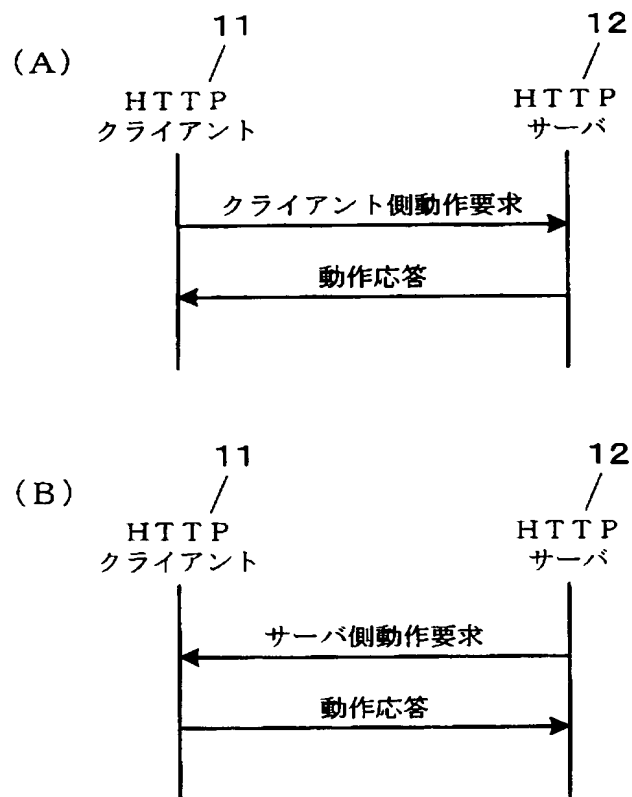 11
12
(A)
HTTP
クライアント
HTTP
サーバ
クライアント側動作要求
動作応答
11
12
(B)
HTTP
クライアント
HTTP
サーバ
サーバ側動作要求
動作応答